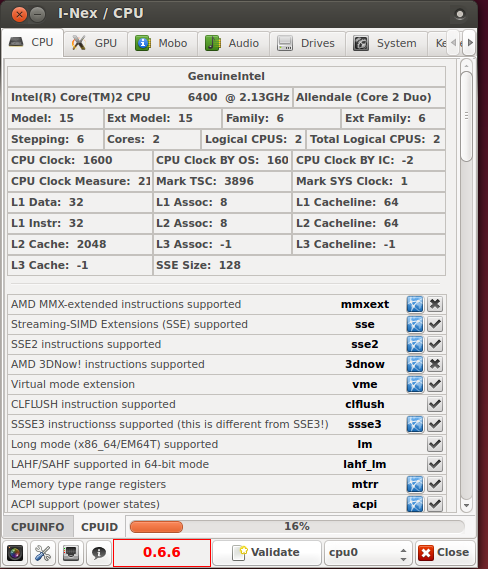 I-Nex / CPU
CPU GPU Mobo Audio Drives System Ke
GenuineIntel
Intel(R) Core(TM)2 CPU 6400 @ 2.13GHz Allendale (Core 2 Duo)
Model: 15 Ext Model: 15 Family: 6 Ext Family: 6
Stepping: 6 Cores: 2 Logical CPUS: 2 Total Logical CPUS: 2
CPU Clock: 1600 CPU Clock BY OS: 160 CPU Clock BY IC: -2
CPU Clock Measure: 21 Mark TSC: 3896 Mark SYS Clock: 1
L1 Data: 32 L1 Assoc: 8 L1 Cacheline: 64
L1 Instr: 32 L2 Assoc: 8 L2 Cacheline: 64
L2 Cache: 2048 L3 Assoc: -1 L3 Cacheline: -1
L3 Cache: -1 SSE Size: 128
AMD MMX-extended instructions supported mmxext
Streaming-SIMD Extensions (SSE) supported sse
SSE2 instructions supported sse2
AMD 3DNow! instructions supported 3dnow
Virtual mode extension vme
CLFLUSH instruction supported clflush
SSSE3 instructionss supported (this is different from SSE3!) ssse3
Long mode (x86_64/EM64T) supported lm
LAHF/SAHF supported in 64-bit mode lahf_lm
Memory type range registers mtrr
ACPI support (power states) acpi
CPUINFO CPUID 16%
0.6.6 Validate cpu0 Close